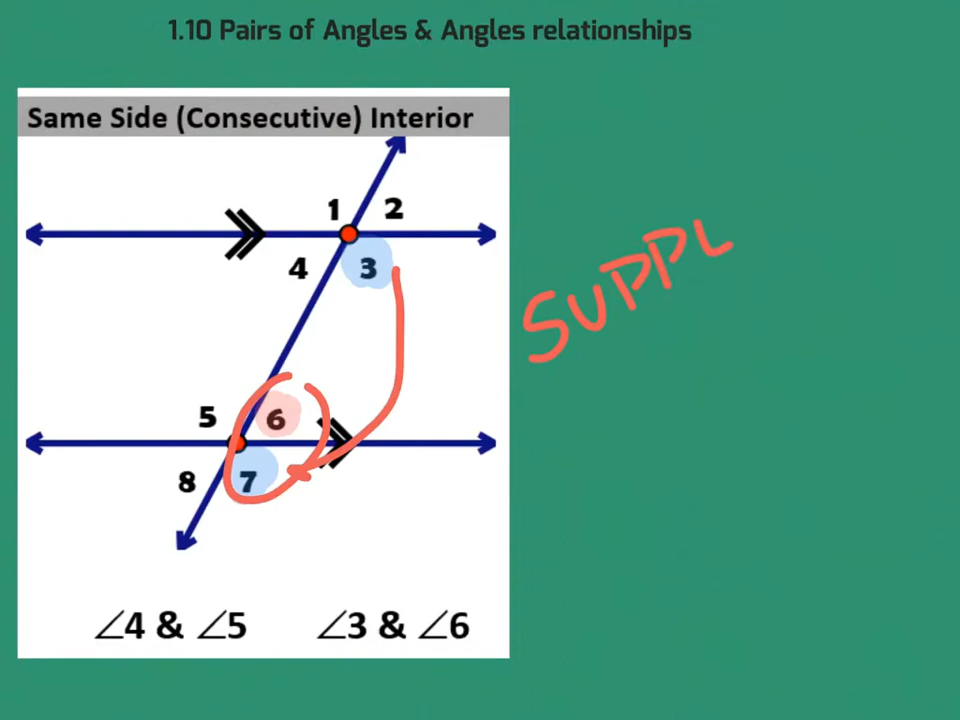 1.10 Pairs of Angles & Angles relationships
Same Side (Consecutive) Interior
1 2
4 3
SUPPL
5 6
8 7
∠4 & ∠5 ∠3 & ∠6